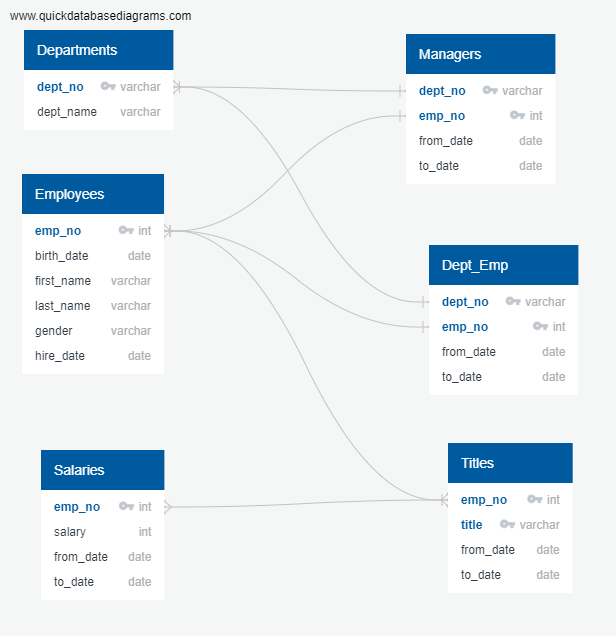 www.quickdatabasediagrams.com
Departments
dept_no varchar
dept_name varchar
Managers
dept_no varchar
emp_no int
from_date date
to_date date
Employees
emp_no int
birth_date date
first_name varchar
last_name varchar
gender varchar
hire_date date
Dept_Emp
dept_no varchar
emp_no int
from_date date
to_date date
Salaries
emp_no int
salary int
from_date date
to_date date
Titles
emp_no int
title varchar
from_date date
to_date date